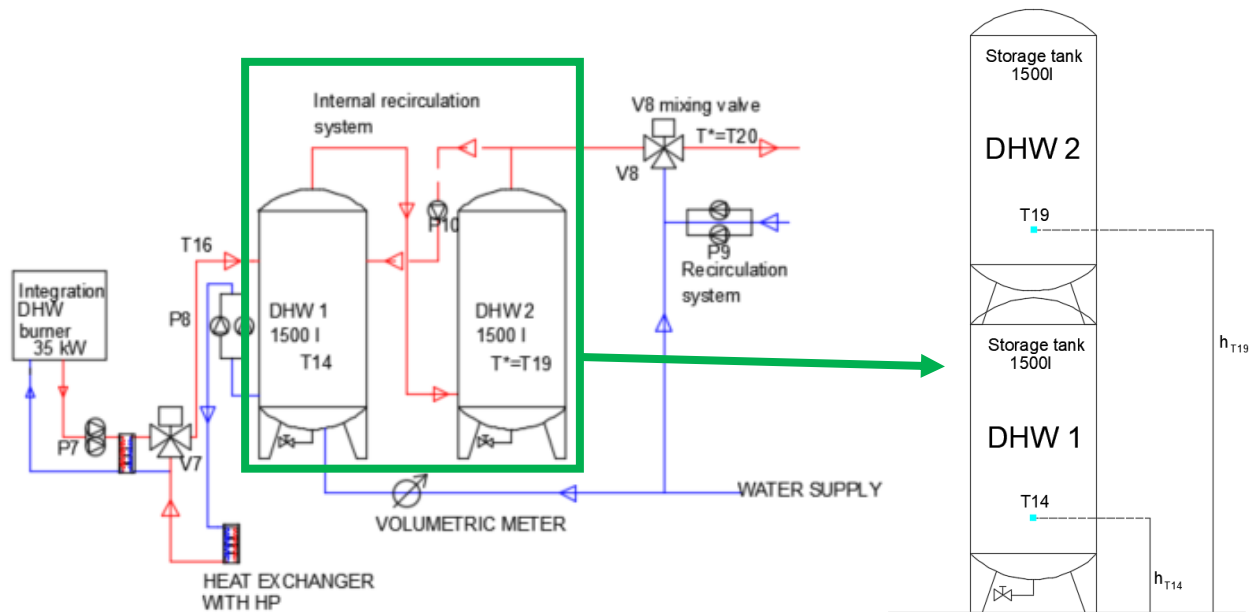 Internal recirculation
system
V8 mixing valve
T*=T20
V8
P10
P9
Recirculation
system
T16
Integration
DHW
burner
35 kW
P8
DHW 1
1500 l
T14
DHW 2
1500 l
T*=T19
P7
V7
WATER SUPPLY
VOLUMETRIC METER
HEAT EXCHANGER
WITH HP
Storage tank
1500l
DHW 2
T19
hT19
Storage tank
1500l
DHW 1
T14
hT14